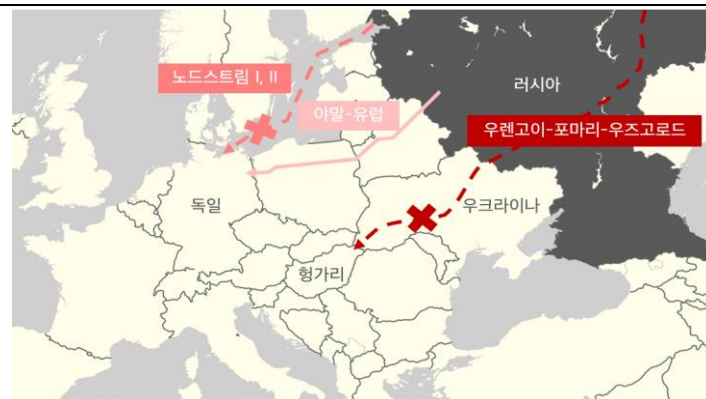 노드스트림 I, II
야말-유럽
러시아
우렌고이-포마리-우즈고로드
독일
우크라이나
헝가리